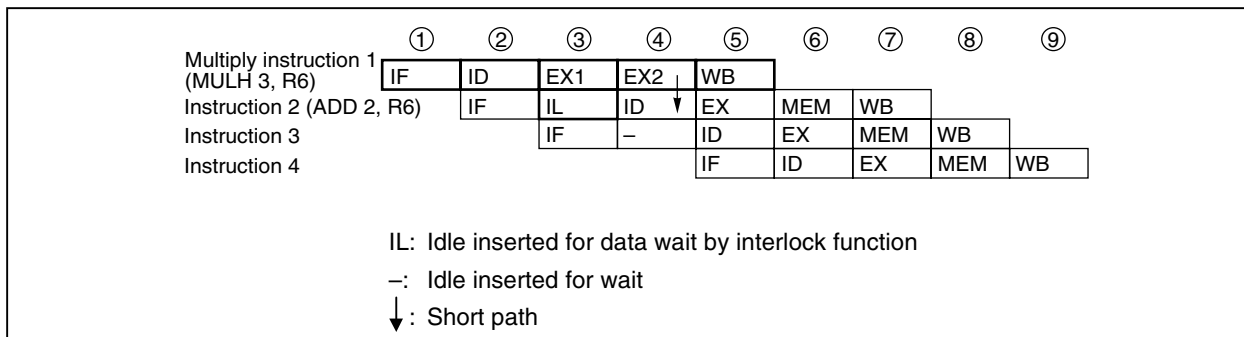 ① ② ③ ④ ⑤ ⑥ ⑦ ⑧ ⑨
Multiply instruction 1
(MULH 3, R6) IF ID EX1 EX2 WB
Instruction 2 (ADD 2, R6) IF IL ID EX MEM WB
Instruction 3 IF – ID EX MEM WB
Instruction 4 IF ID EX MEM WB
IL: Idle inserted for data wait by interlock function
–: Idle inserted for wait
↓: Short path